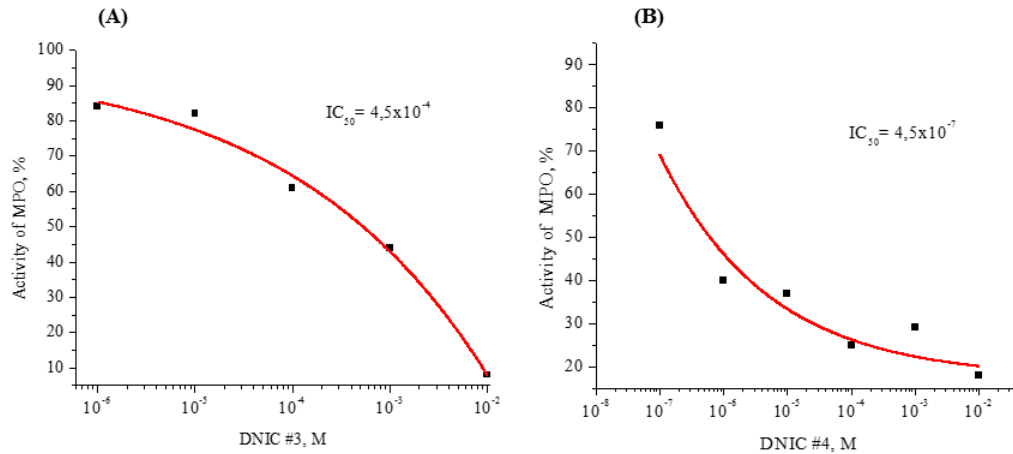 (A)
100
90
80
70
60
50
40
30
20
10
Activity of MPO, %
IC₅₀= 4,5x10⁻⁴
10⁻⁶ 10⁻⁵ 10⁻⁴ 10⁻³ 10⁻²
DNIC #3, M
(B)
90
80
70
60
50
40
30
20
Activity of MPO, %
IC₅₀= 4,5x10⁻⁷
10⁻⁸ 10⁻⁷ 10⁻⁶ 10⁻⁵ 10⁻⁴ 10⁻³ 10⁻²
DNIC #4, M